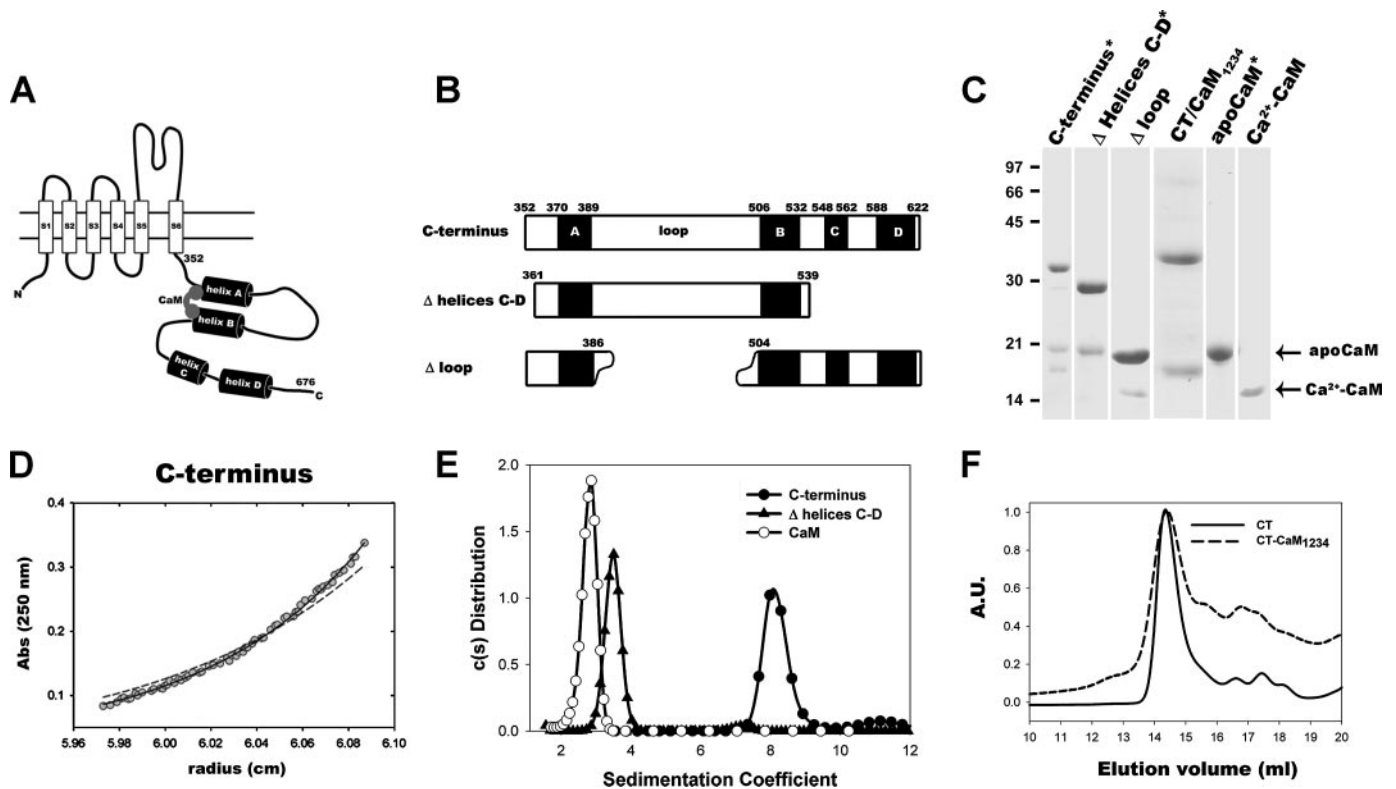 A
S1 S2 S3 S4 S5 S6
352
N
CaM
helix A
helix B
helix C
helix D
676
C
B
352 370 389 506 532 548 562 588 622
C-terminus
A loop B C D
361 539
Δ helices C-D
386 504
Δ loop
C
C-terminus*
Δ Helices C-D*
Δ loop
CT/CaM1234
apoCaM*
Ca2+-CaM
97
66
45
30
21
14
apoCaM
Ca2+-CaM
D
C-terminus
Abs (250 nm)
0.4
0.3
0.2
0.1
5.96 5.98 6.00 6.02 6.04 6.06 6.08 6.10
radius (cm)
E
c(s) Distribution
2.0
1.5
1.0
0.5
0.0
C-terminus
Δ helices C-D
CaM
2 4 6 8 10 12
Sedimentation Coefficient
F
A.U.
1.0
0.8
0.6
0.4
0.2
0.0
CT
CT-CaM1234
10 11 12 13 14 15 16 17 18 19 20
Elution volume (ml)